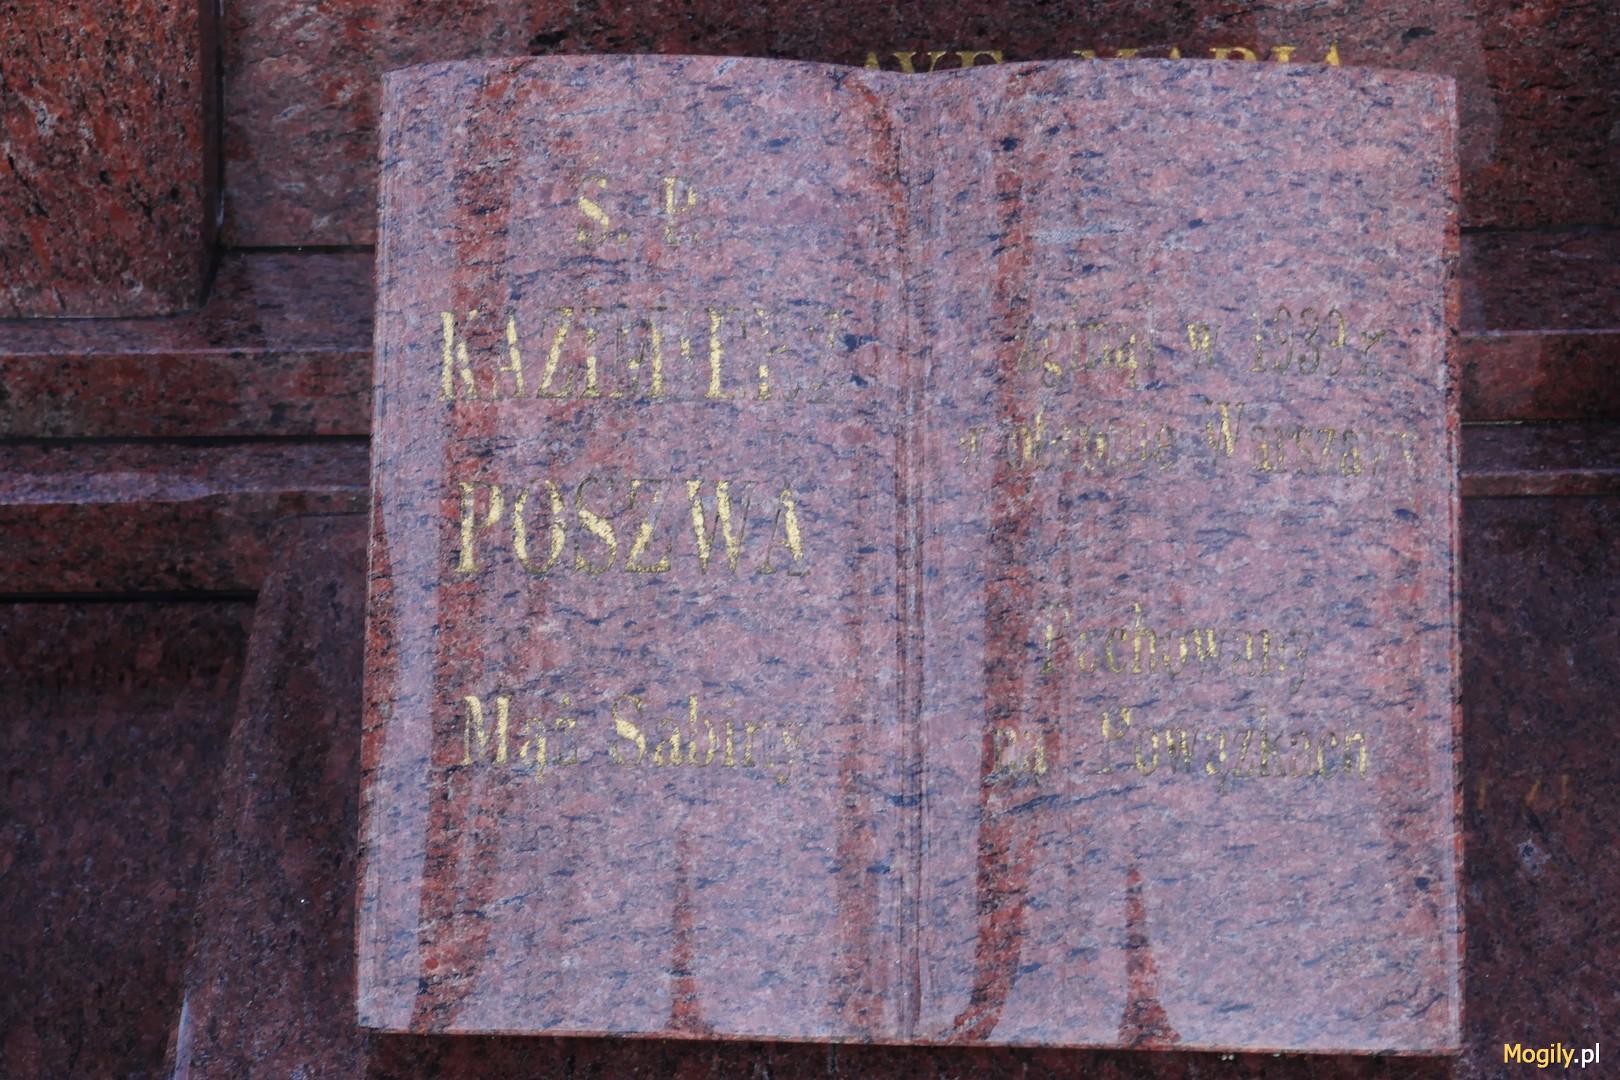 AVE MARIA
Ś. P.
KAZIMIERZ
POSZWA
Mąż Sabiny
zginął w 1939 r.
w obronie Warszawy
Pochowany
na Powązkach
Mogily.pl